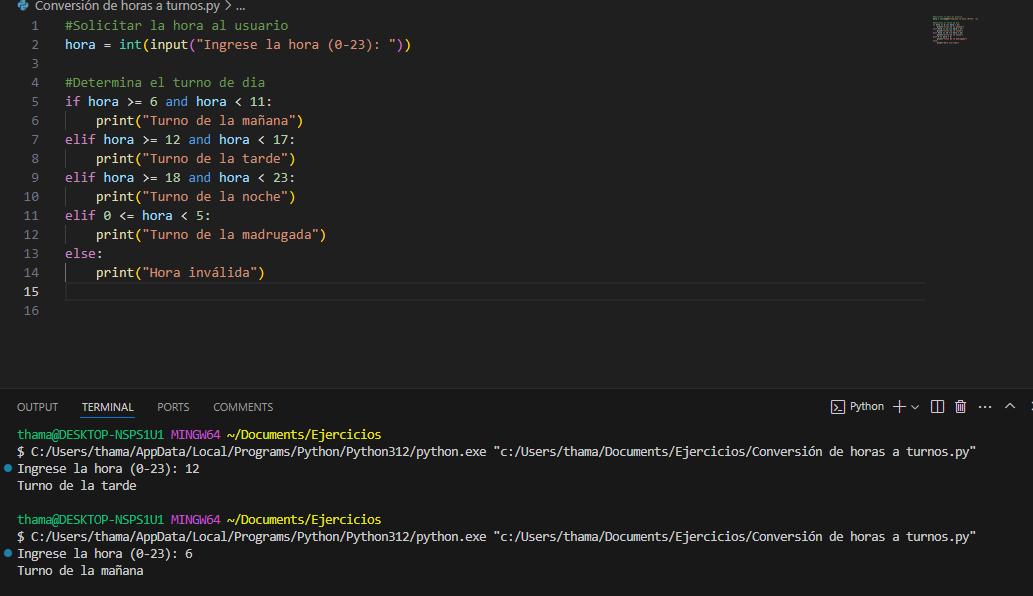 Conversión de horas a turnos.py > ...
1 #Solicitar la hora al usuario
2 hora = int(input("Ingrese la hora (0-23): "))
3
4 #Determina el turno de dia
5 if hora >= 6 and hora < 11:
6     print("Turno de la mañana")
7 elif hora >= 12 and hora < 17:
8     print("Turno de la tarde")
9 elif hora >= 18 and hora < 23:
10     print("Turno de la noche")
11 elif 0 <= hora < 5:
12     print("Turno de la madrugada")
13 else:
14     print("Hora inválida")
15
16
OUTPUT TERMINAL PORTS COMMENTS Python
thama@DESKTOP-NSPS1U1 MINGW64 ~/Documents/Ejercicios
$ C:/Users/thama/AppData/Local/Programs/Python/Python312/python.exe "c:/Users/thama/Documents/Ejercicios/Conversión de horas a turnos.py"
Ingrese la hora (0-23): 12
Turno de la tarde
thama@DESKTOP-NSPS1U1 MINGW64 ~/Documents/Ejercicios
$ C:/Users/thama/AppData/Local/Programs/Python/Python312/python.exe "c:/Users/thama/Documents/Ejercicios/Conversión de horas a turnos.py"
Ingrese la hora (0-23): 6
Turno de la mañana